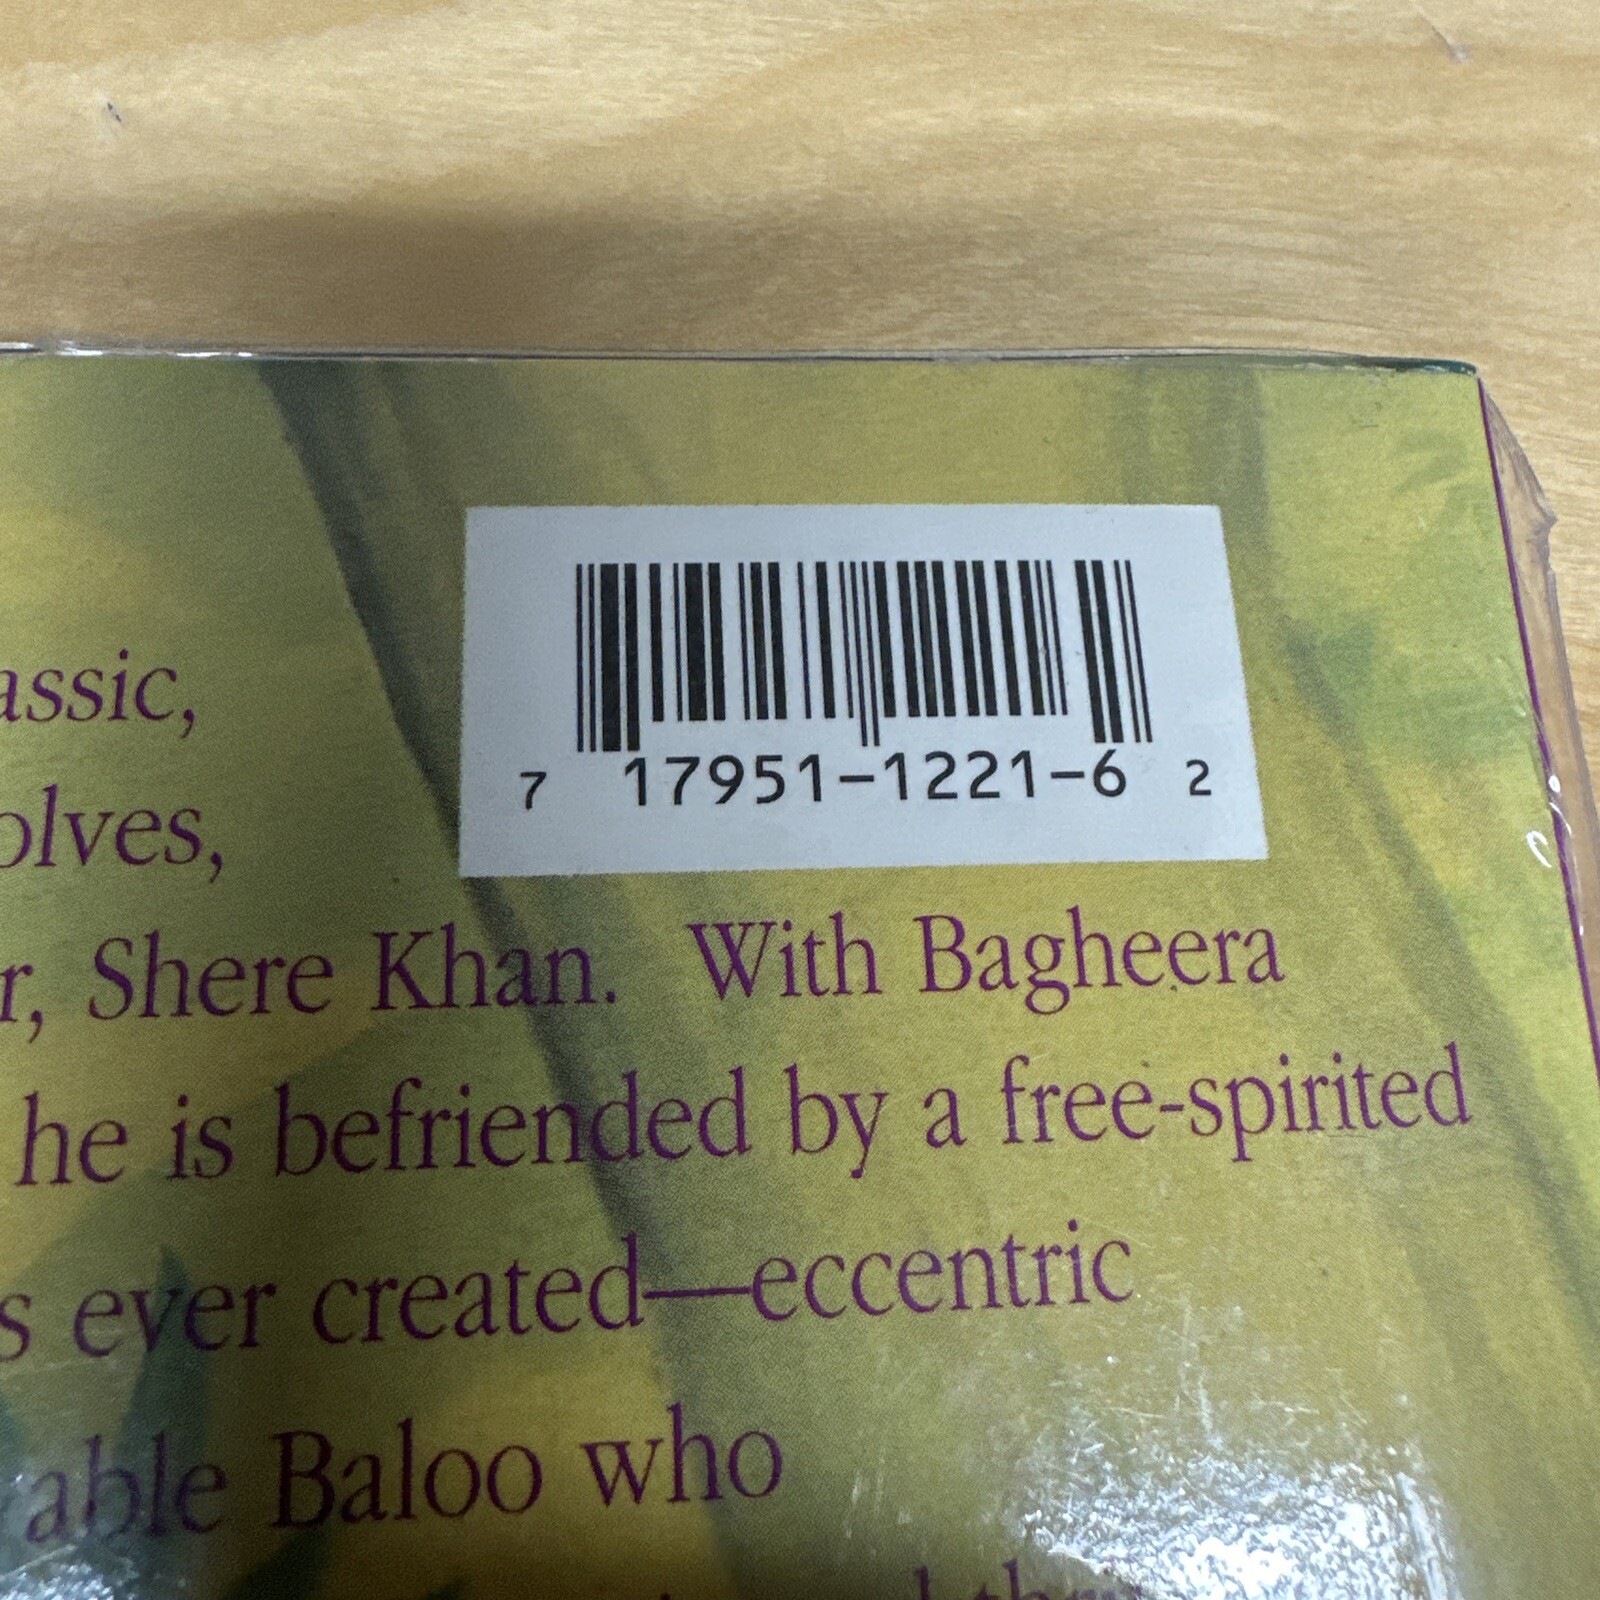 7 17951-1221-6 2
assic,
olves,
r, Shere Khan. With Bagheera
he is befriended by a free-spirited
s ever created—eccentric
able Baloo who